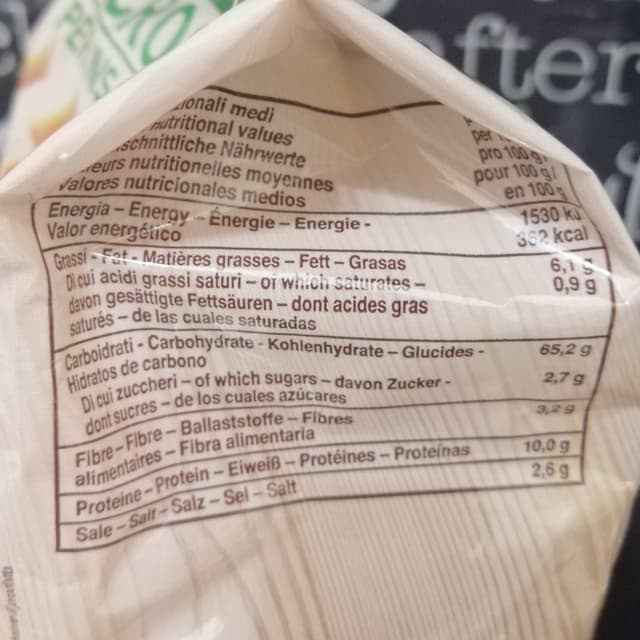 after
CRO
ionali medi
nutritional values
schnittliche Nährwerte
eurs nutritionelles moyennes
Valores nutricionales medios
per
pro 100 g/
pour 100 g/
en 100 g
Energia – Energy – Énergie – Energie -
Valor energético
1530 kJ
362 kcal
Grassi - Fat - Matières grasses – Fett – Grasas
6,1 g
Di cui acidi grassi saturi – of which saturates –
0,9 g
davon gesättigte Fettsäuren – dont acides gras
saturés – de las cuales saturadas
Carboidrati - Carbohydrate - Kohlenhydrate – Glucides -
65,2 g
Hidratos de carbono
Di cui zuccheri – of which sugars – davon Zucker -
2,7 g
dont sucres – de los cuales azúcares
Fibre – Fibre – Ballaststoffe – Fibres
3,2 g
alimentaires – Fibra alimentaria
Proteine – Protein – Eiweiß – Protéines – Proteínas
10,0 g
Sale – Salt – Salz – Sel – Salt
2,6 g